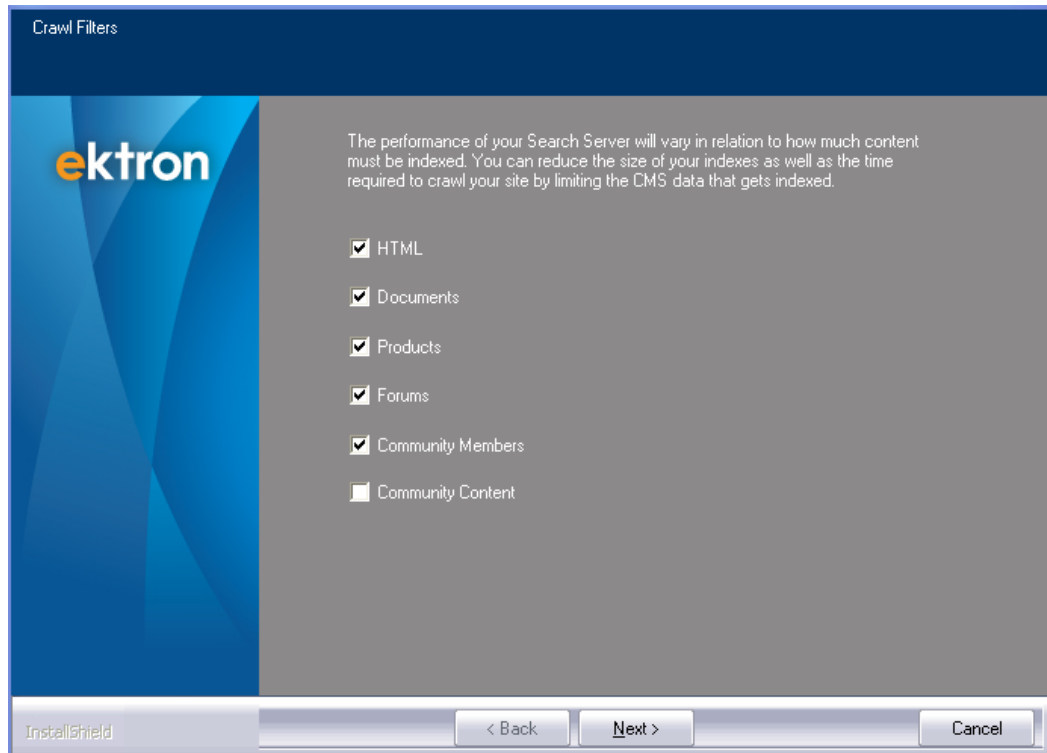 Crawl Filters
ektron
The performance of your Search Server will vary in relation to how much content
must be indexed. You can reduce the size of your indexes as well as the time
required to crawl your site by limiting the CMS data that gets indexed.
HTML
Documents
Products
Forums
Community Members
Community Content
InstallShield
< Back
Next >
Cancel